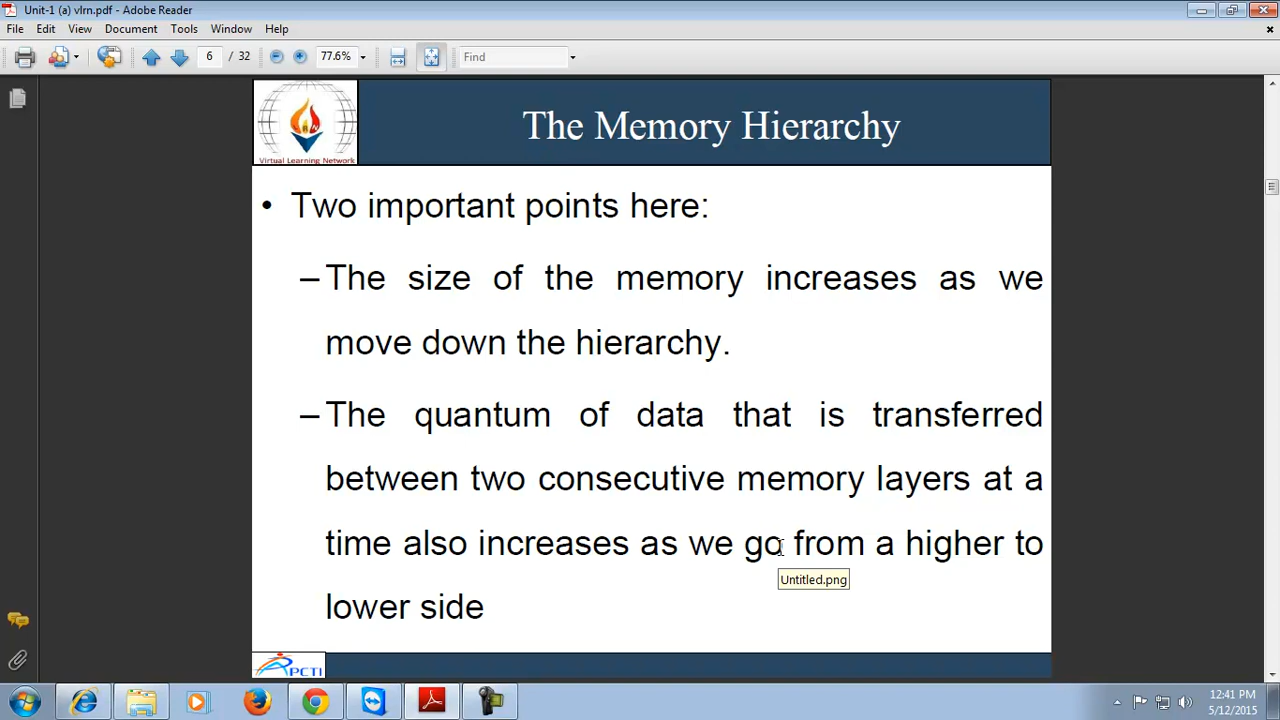 Unit-1 (a) vlrn.pdf - Adobe Reader
File Edit View Document Tools Window Help
6 / 32 77.6% Find
The Memory Hierarchy
Virtual Learning Network
• Two important points here:
– The size of the memory increases as we
move down the hierarchy.
– The quantum of data that is transferred
between two consecutive memory layers at a
time also increases as we go from a higher to
lower side
Untitled.png
PCTI
12:41 PM
5/12/2015